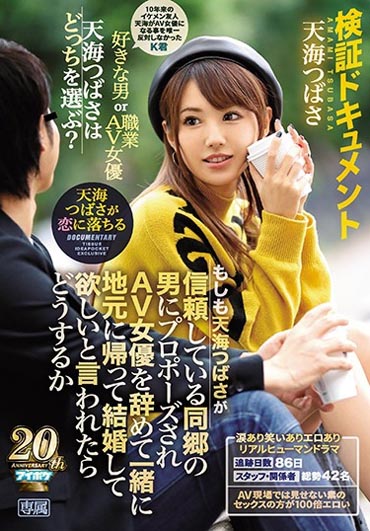 検証ドキュメント
AMAMI TSUBASA
天海つばさ
10年来のイケメン友人
天海がAV女優に
なる事を唯一
反対しなかった
K君
好きな男 or 職業AV女優
天海つばさは
どっちを選ぶ?
天海
つばさが
恋に落ちる
DOCUMENTARY
TISSUE
IDEAPOCKET
EXCLUSIVE
もしも天海つばさが
信頼している同郷の
男にプロポーズされ
AV女優を辞めて一緒に
地元に帰って結婚して
欲しいと言われたら
どうするか
20th
ANNIVERSARY
アイポケ
専属
涙あり笑いありエロあり
リアルヒューマンドラマ
追跡日数 86日
スタッフ・関係者 総勢42名
AV現場では見せない素の
セックスの方が100倍エロい